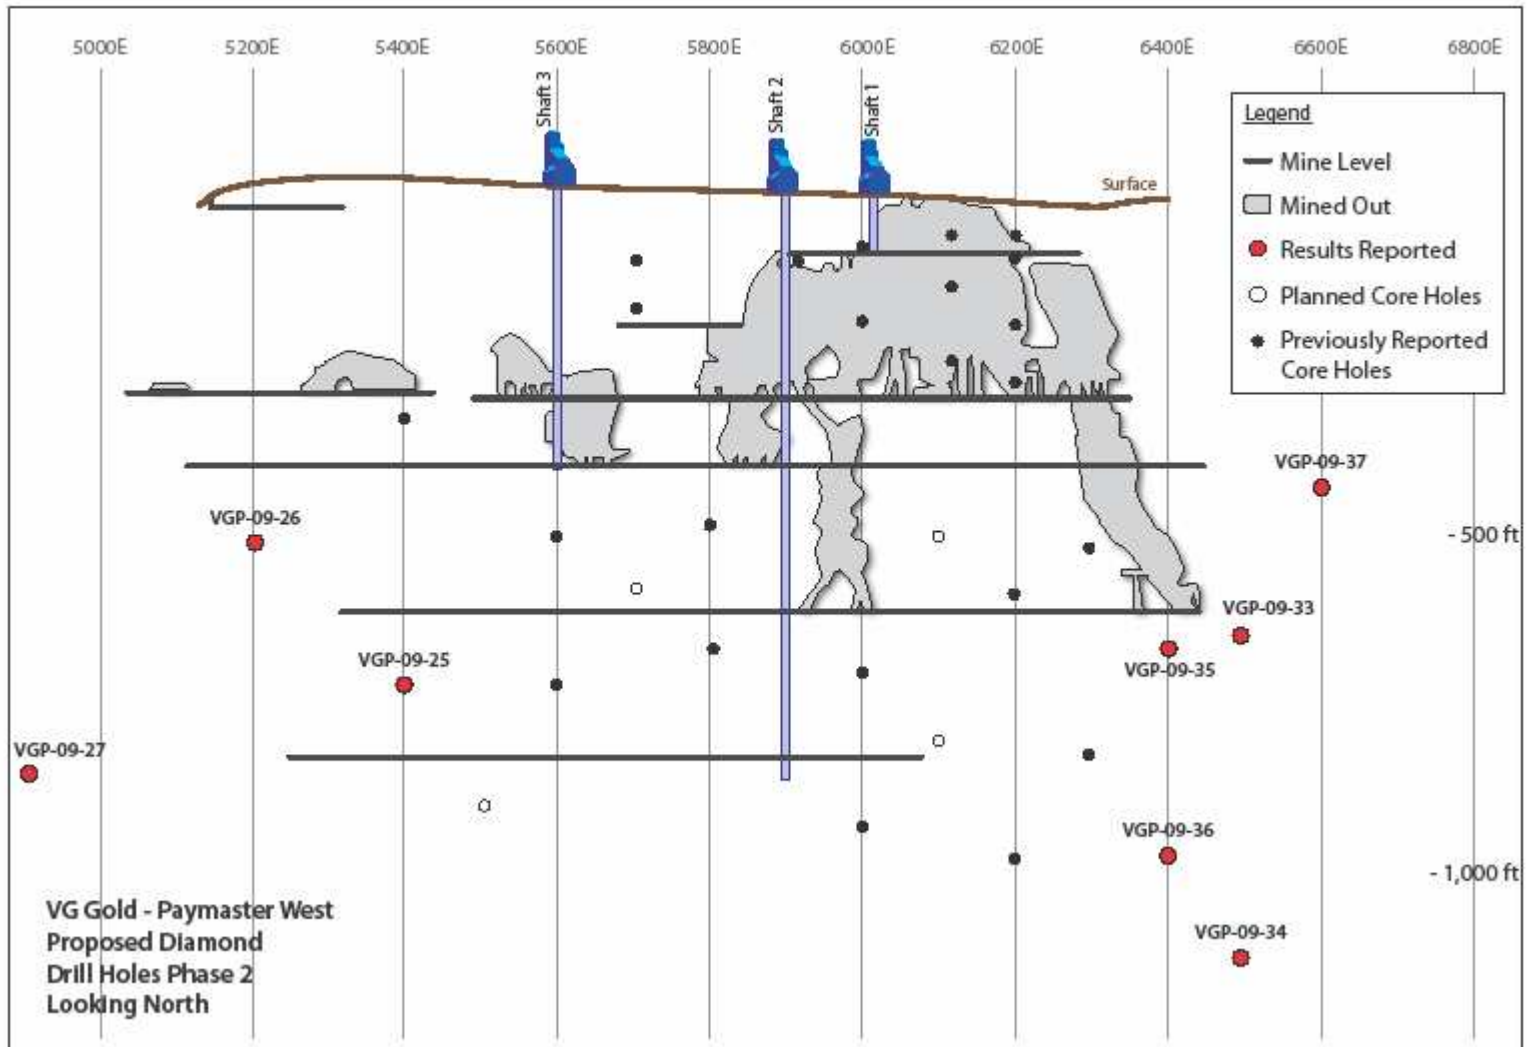 5000E 5200E 5400E 5600E 5800E 6000E 6200E 6400E 6600E 6800E
Shaft 3
Shaft 2
Shaft 1
Surface
Legend
Mine Level
Mined Out
Results Reported
Planned Core Holes
Previously Reported
Core Holes
VGP-09-37
VGP-09-26
- 500 ft
VGP-09-33
VGP-09-25
VGP-09-35
VGP-09-27
VGP-09-36
- 1,000 ft
VGP-09-34
VG Gold - Paymaster West
Proposed Diamond
Drill Holes Phase 2
Looking North